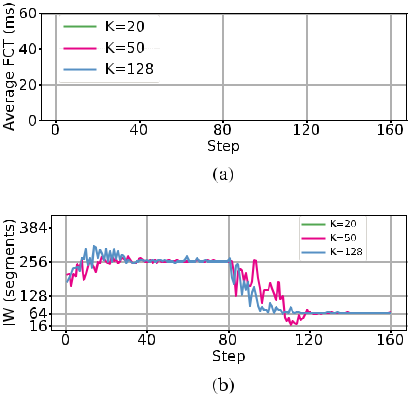 Average FCT (ms)
60
40
20
0
K=20
K=50
K=128
0 40 80 120 160
Step
(a)
IW (segments)
384
256
128
64
16
K=20
K=50
K=128
0 40 80 120 160
Step
(b)